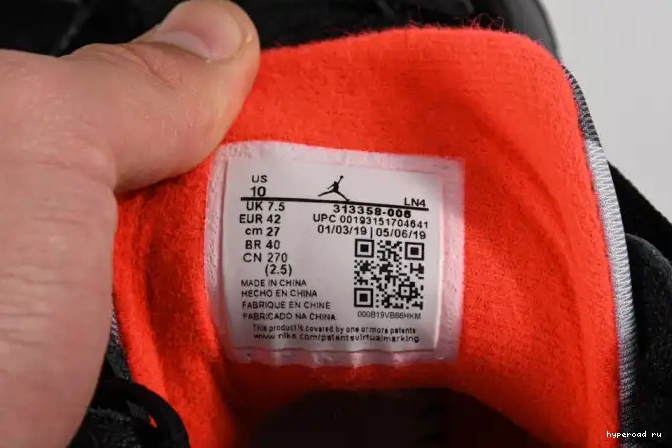 US
10
LN4
UK 7.5
313358-006
EUR 42
UPC 00193151704641
cm 27
01/03/19 | 05/06/19
BR 40
CN 270
(2.5)
MADE IN CHINA
HECHO EN CHINA
FABRIQUE EN CHINE
000B19VB66HKM
FABRICADO NA CHINA
This product is covered by one or more patents
www.nike.com/patentsvirtualmarking
hyperoad ru